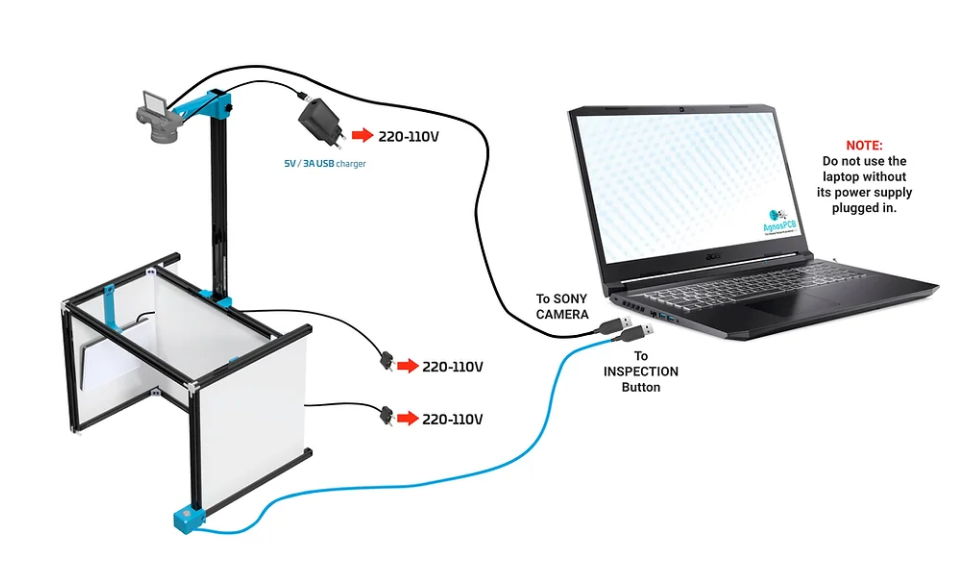 220-110V
5V / 3A USB charger
NOTE:
Do not use the
laptop without
its power supply
plugged in.
AgnosPCB
acer
To SONY
CAMERA
To
INSPECTION
Button
220-110V
220-110V